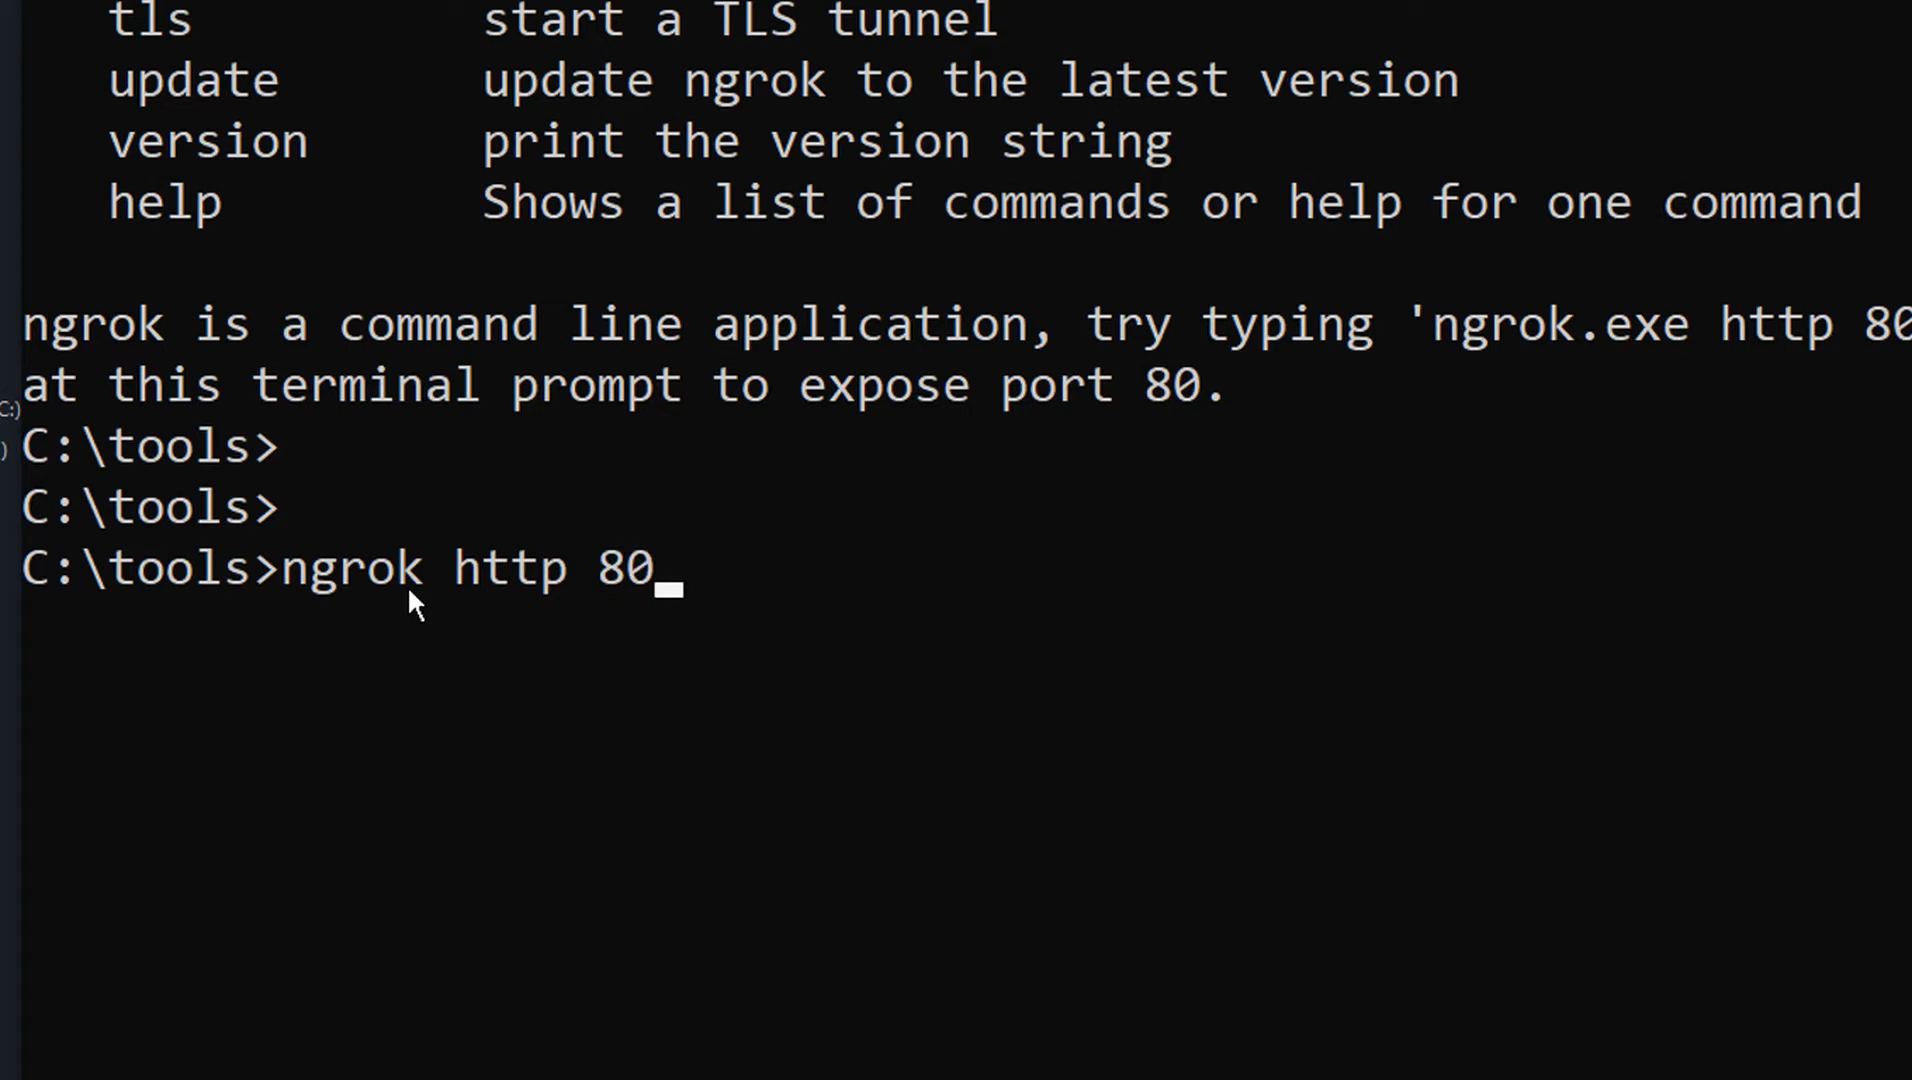 tls start a TLS tunnel
update update ngrok to the latest version
version print the version string
help Shows a list of commands or help for one command
ngrok is a command line application, try typing 'ngrok.exe http 80
at this terminal prompt to expose port 80.
C:)
C:\tools>
)
C:\tools>
C:\tools>ngrok http 80